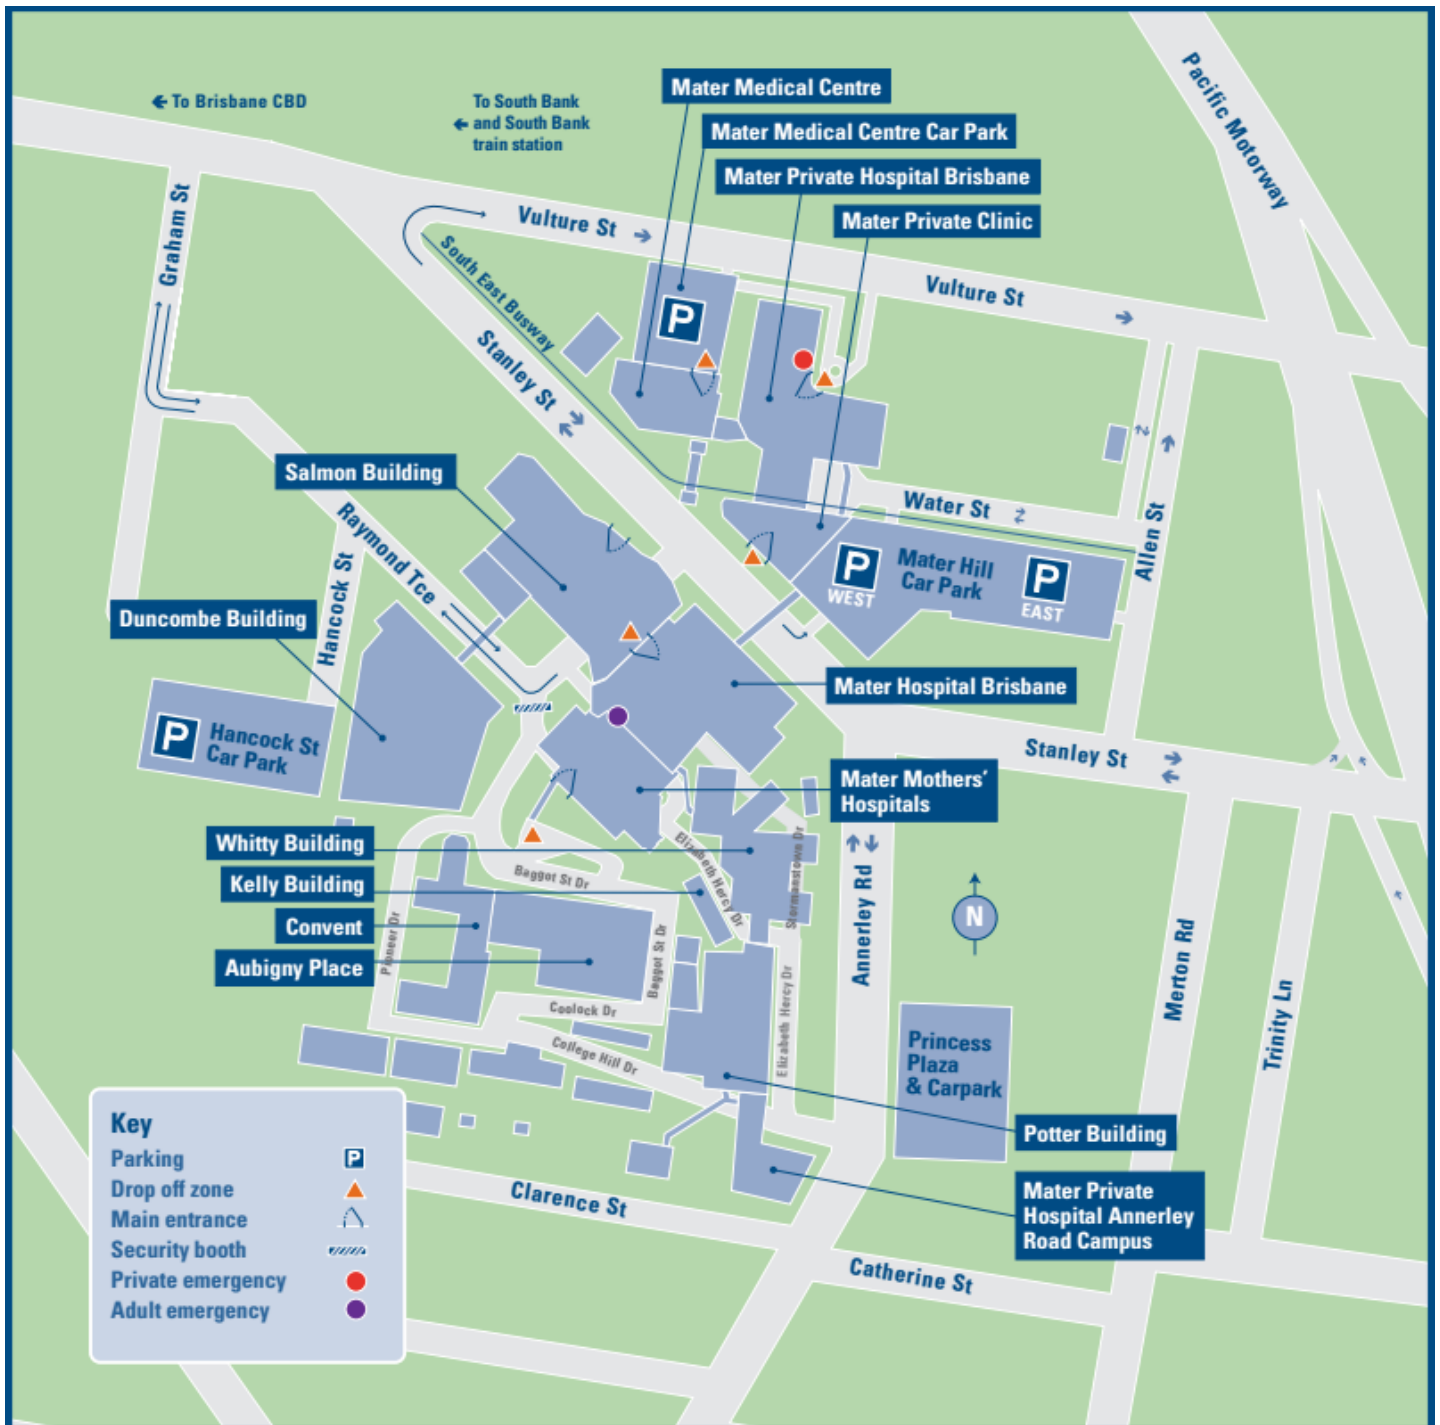 To Brisbane CBD
To South Bank
and South Bank
train station
Mater Medical Centre
Mater Medical Centre Car Park
Mater Private Hospital Brisbane
Mater Private Clinic
Pacific Motorway
Graham St
Vulture St
Vulture St
South East Busway
Stanley St
P
Salmon Building
Raymond Tce
Hancock St
Duncombe Building
Water St
Allen St
P
WEST
Mater Hill
Car Park
P
EAST
P
Hancock St
Car Park
Mater Hospital Brisbane
Stanley St
Mater Mothers'
Hospitals
Whitty Building
Kelly Building
Convent
Aubigny Place
Elizabeth Hercy Dr
Stormanstown Dr
Baggot St Dr
Pioneer Dr
Baggot St Dr
Coolock Dr
College Hill Dr
Elizabeth Hercy Dr
Annerley Rd
N
Merton Rd
Trinity Ln
Princess
Plaza
& Carpark
Potter Building
Mater Private
Hospital Annerley
Road Campus
Clarence St
Catherine St
Key
Parking
P
Drop off zone
Main entrance
Security booth
Private emergency
Adult emergency